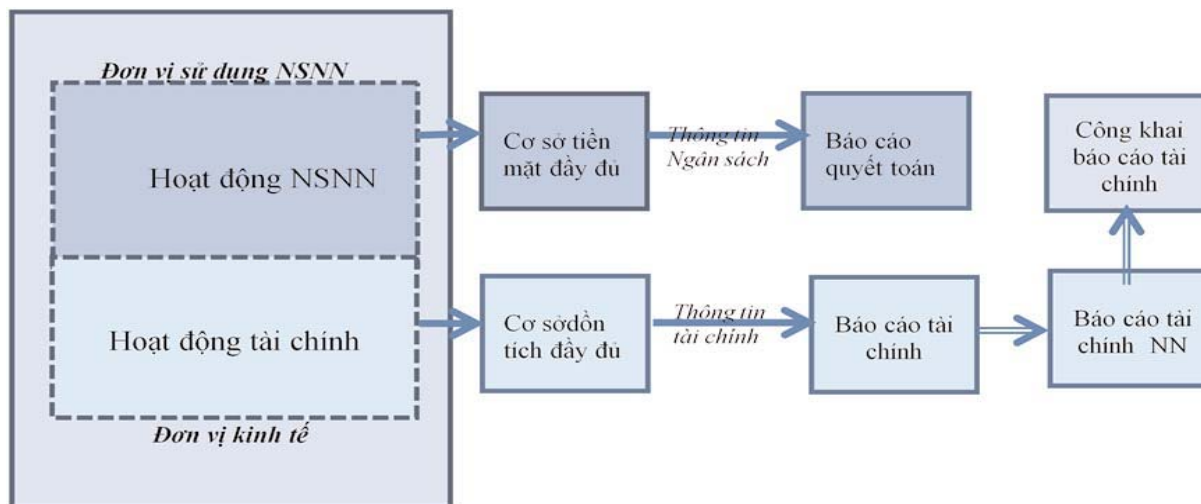 Đơn vị sử dụng NSNN
Hoạt động NSNN
Cơ sở tiền
mặt đầy đủ
Thông tin
Ngân sách
Báo cáo
quyết toán
Công khai
báo cáo tài
chính
Hoạt động tài chính
Cơ sởdồn
tích đầy đủ
Thông tin
tài chính
Báo cáo tài
chính
Báo cáo tài
chính NN
Đơn vị kinh tế